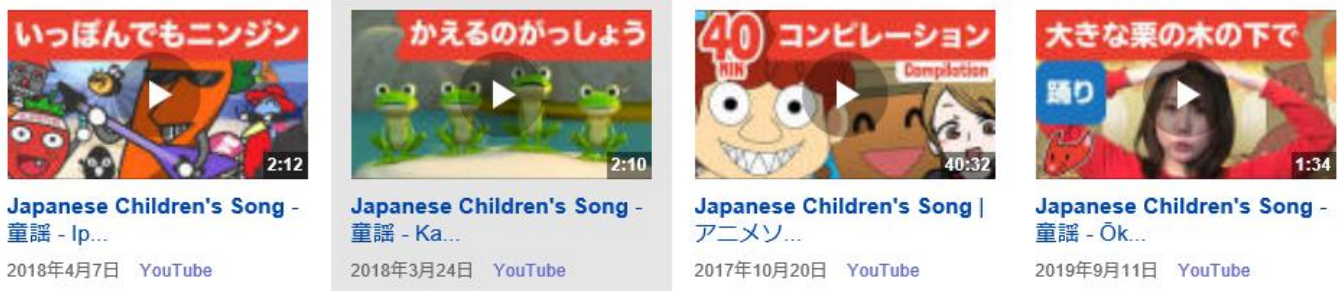 いっぽんでもニンジン
2:12
Japanese Children's Song -
童謡 - Ip...
2018年4月7日 YouTube
かえるのがっしょう
2:10
Japanese Children's Song -
童謡 - Ka...
2018年3月24日 YouTube
40 コンピレーション
MIN
Compilation
40:32
Japanese Children's Song |
アニメソ...
2017年10月20日 YouTube
大きな栗の木の下で
踊り
1:34
Japanese Children's Song -
童謡 - Ōk...
2019年9月11日 YouTube